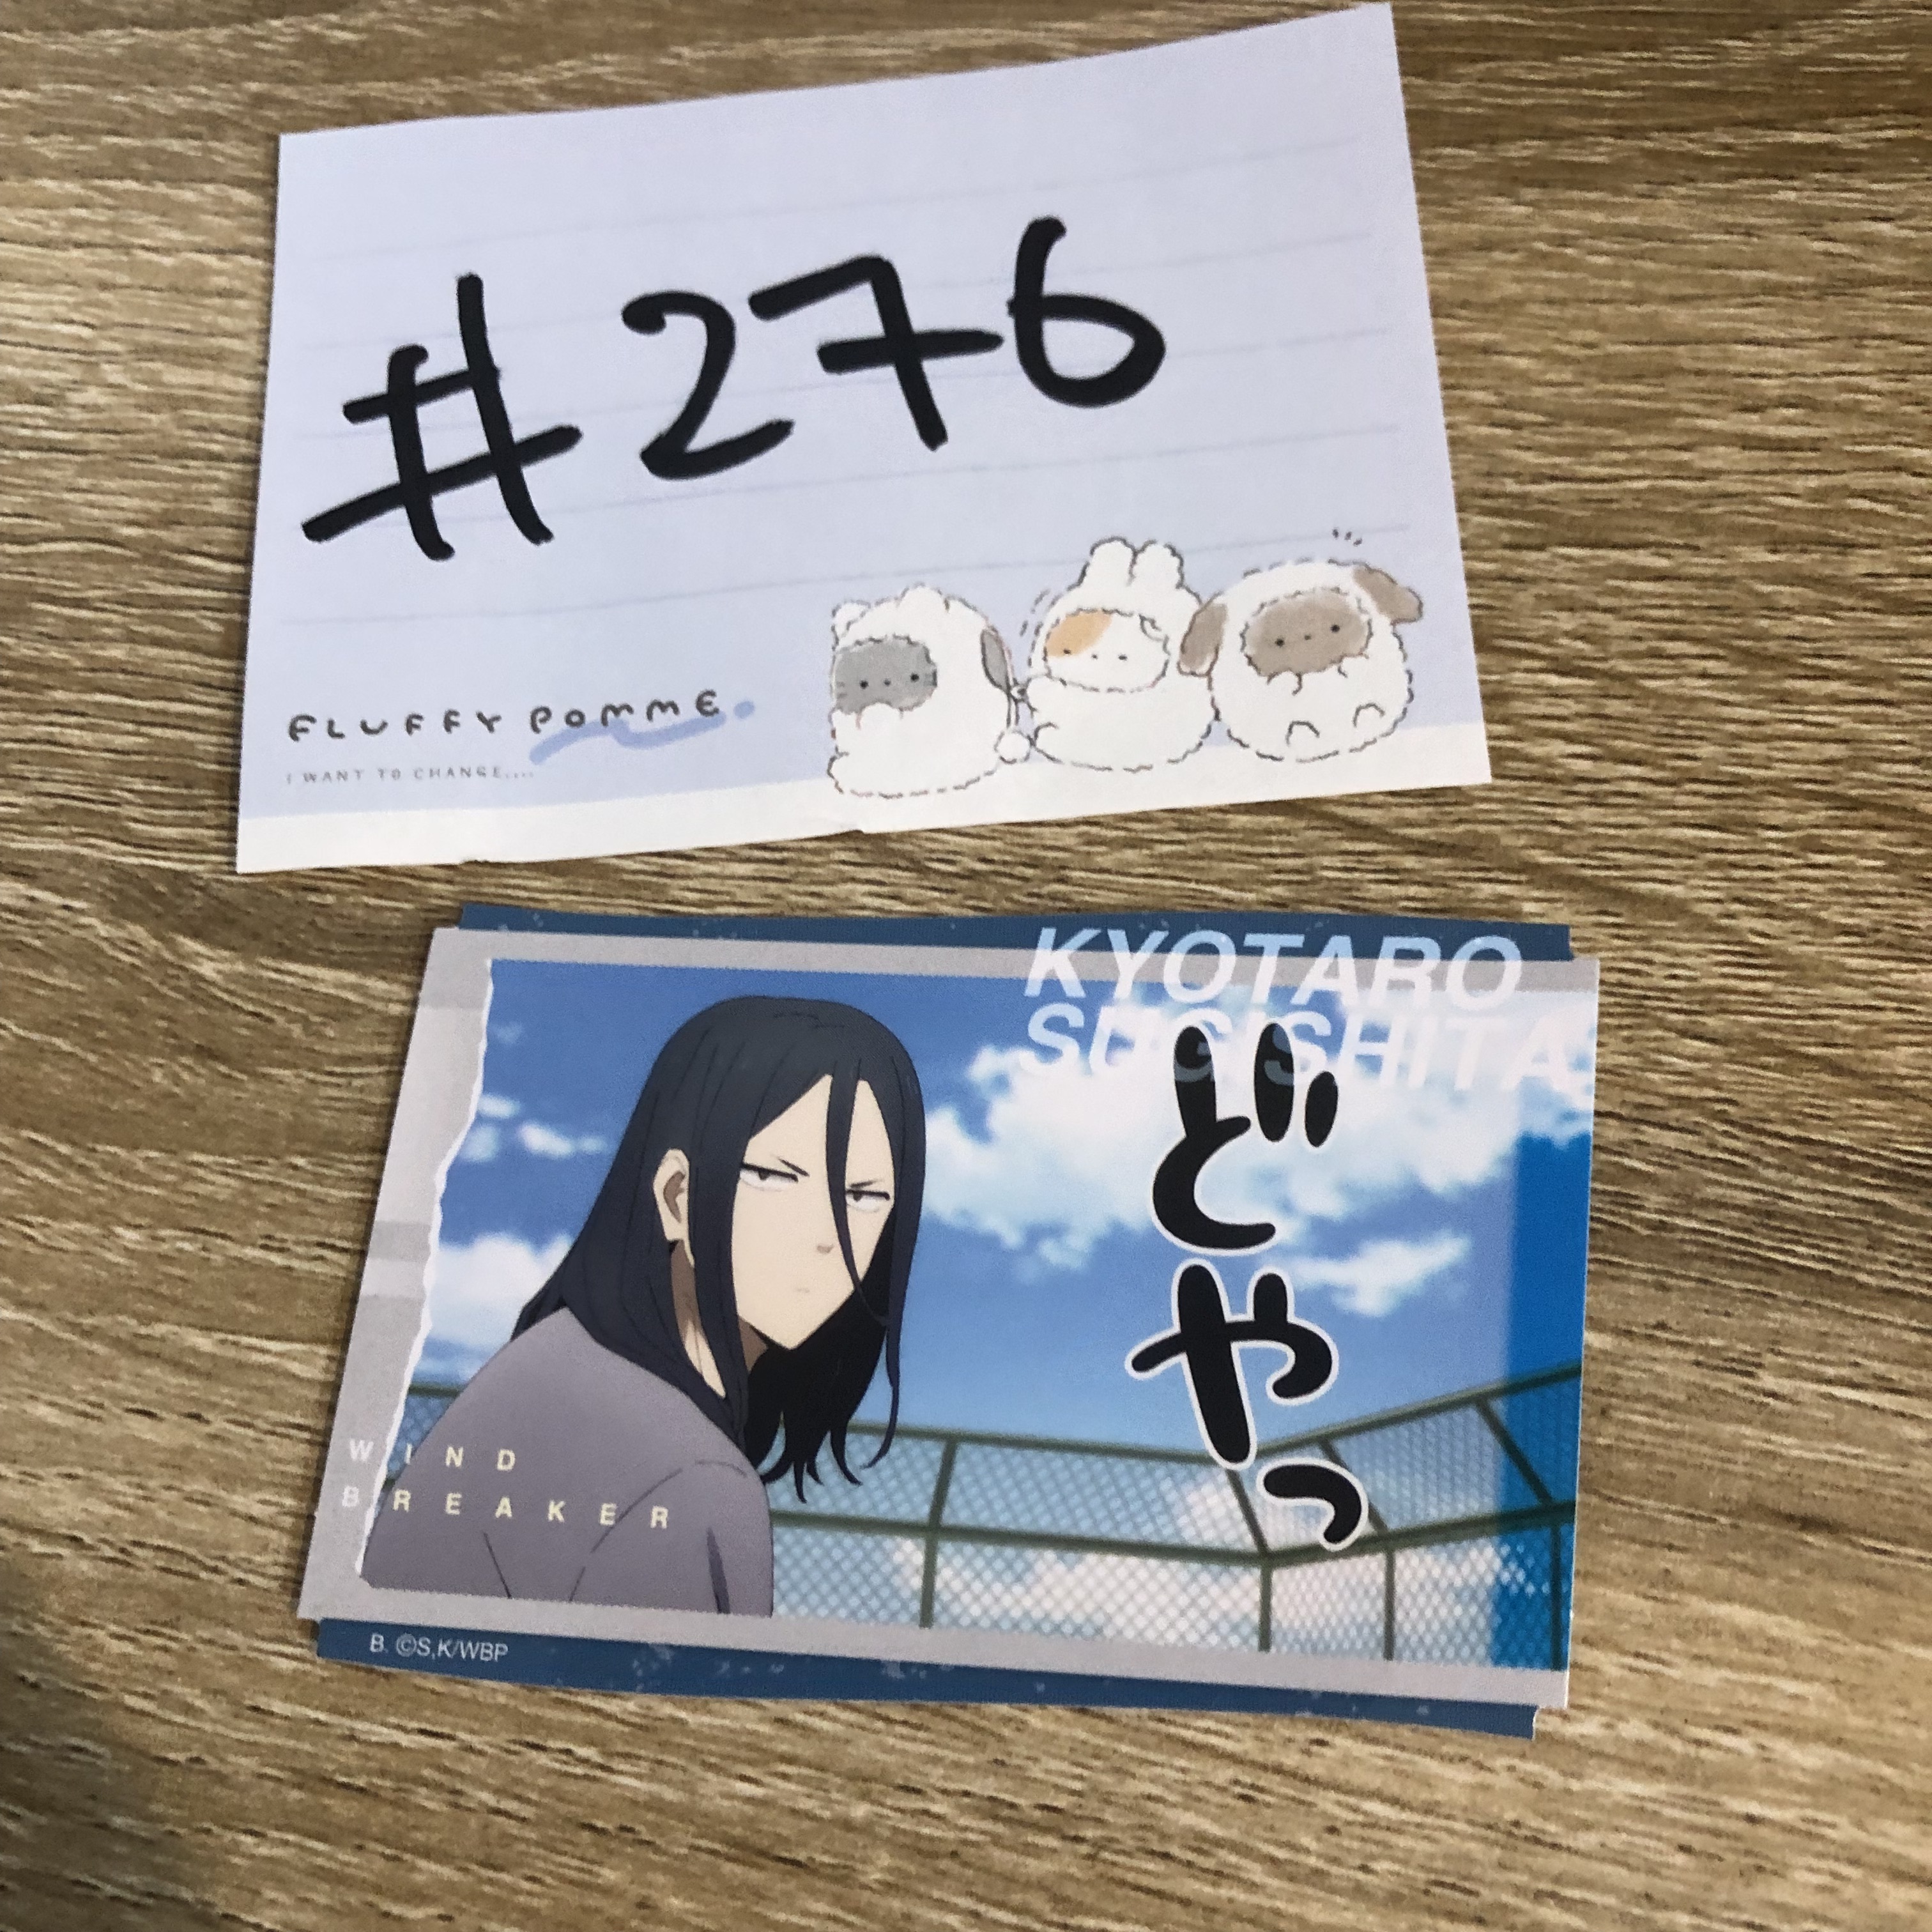 #276
FLUFFY POMME
I WANT TO CHANGE....
KYOTARO
SUGISHITA
どやっ
WIND
BREAKER
B. ©S,K/WBP